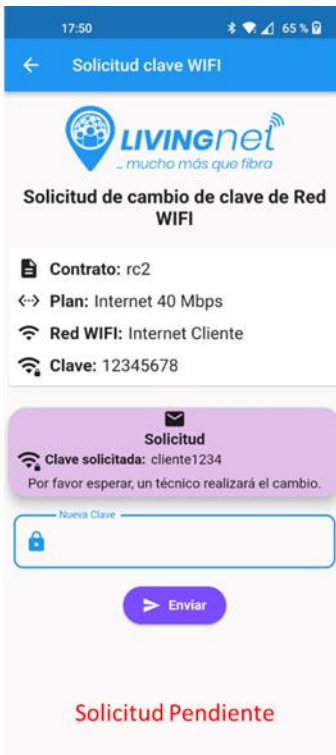 17:50
65 %
Solicitud clave WIFI
LIVINGnet
... mucho más que fibra
Solicitud de cambio de clave de Red
WIFI
Contrato: rc2
Plan: Internet 40 Mbps
Red WIFI: Internet Cliente
Clave: 12345678
Solicitud
Clave solicitada: cliente1234
Por favor esperar, un técnico realizará el cambio.
Nueva Clave
Enviar
Solicitud Pendiente